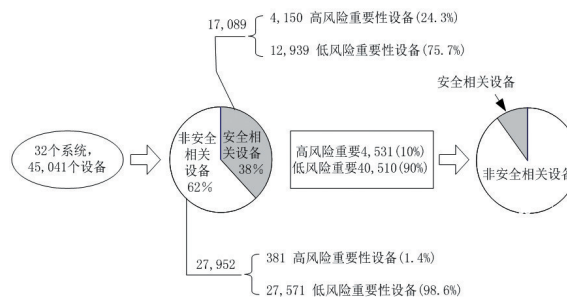 17,089
4,150 高风险重要性设备(24.3%)
12,939 低风险重要性设备(75.7%)
32个系统，
45,041个设备
非安全
相关
设备
62%
安全相
关设备
38%
高风险重要4,531(10%)
低风险重要40,510(90%)
安全相关设备
非安全相关设备
27,952
381 高风险重要性设备(1.4%)
27,571 低风险重要性设备(98.6%)